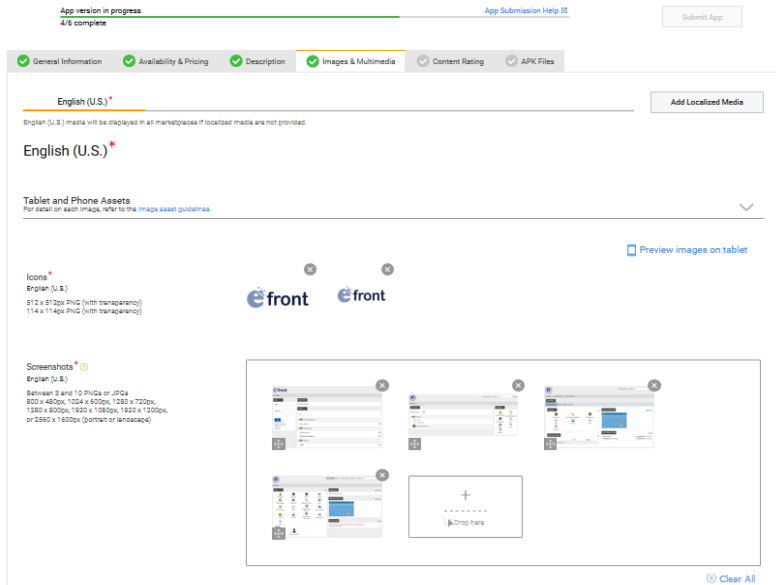 App version in progress
App Submission Help
4/6 complete
Submit App
General Information
Availability & Pricing
Description
Images & Multimedia
Content Rating
APK Files
English (U.S.)*
Add Localized Media
English (U.S.) media will be displayed in all marketplaces if localized media are not provided.
English (U.S.)*
Tablet and Phone Assets
For detail on each image, refer to the image asset guidelines.
Preview images on tablet
Icons*
English (U.S.)
512 x 512px PNG (with transparency)
114 x 114px PNG (with transparency)
efront
efront
Screenshots*
English (U.S.)
Between 3 and 10 PNGs or JPGs
800 x 480px, 1024 x 600px, 1280 x 720px,
1280 x 800px, 1920 x 1080px, 1920 x 1200px,
or 2560 x 1600px (portrait or landscape)
efront
Drop here
Clear All